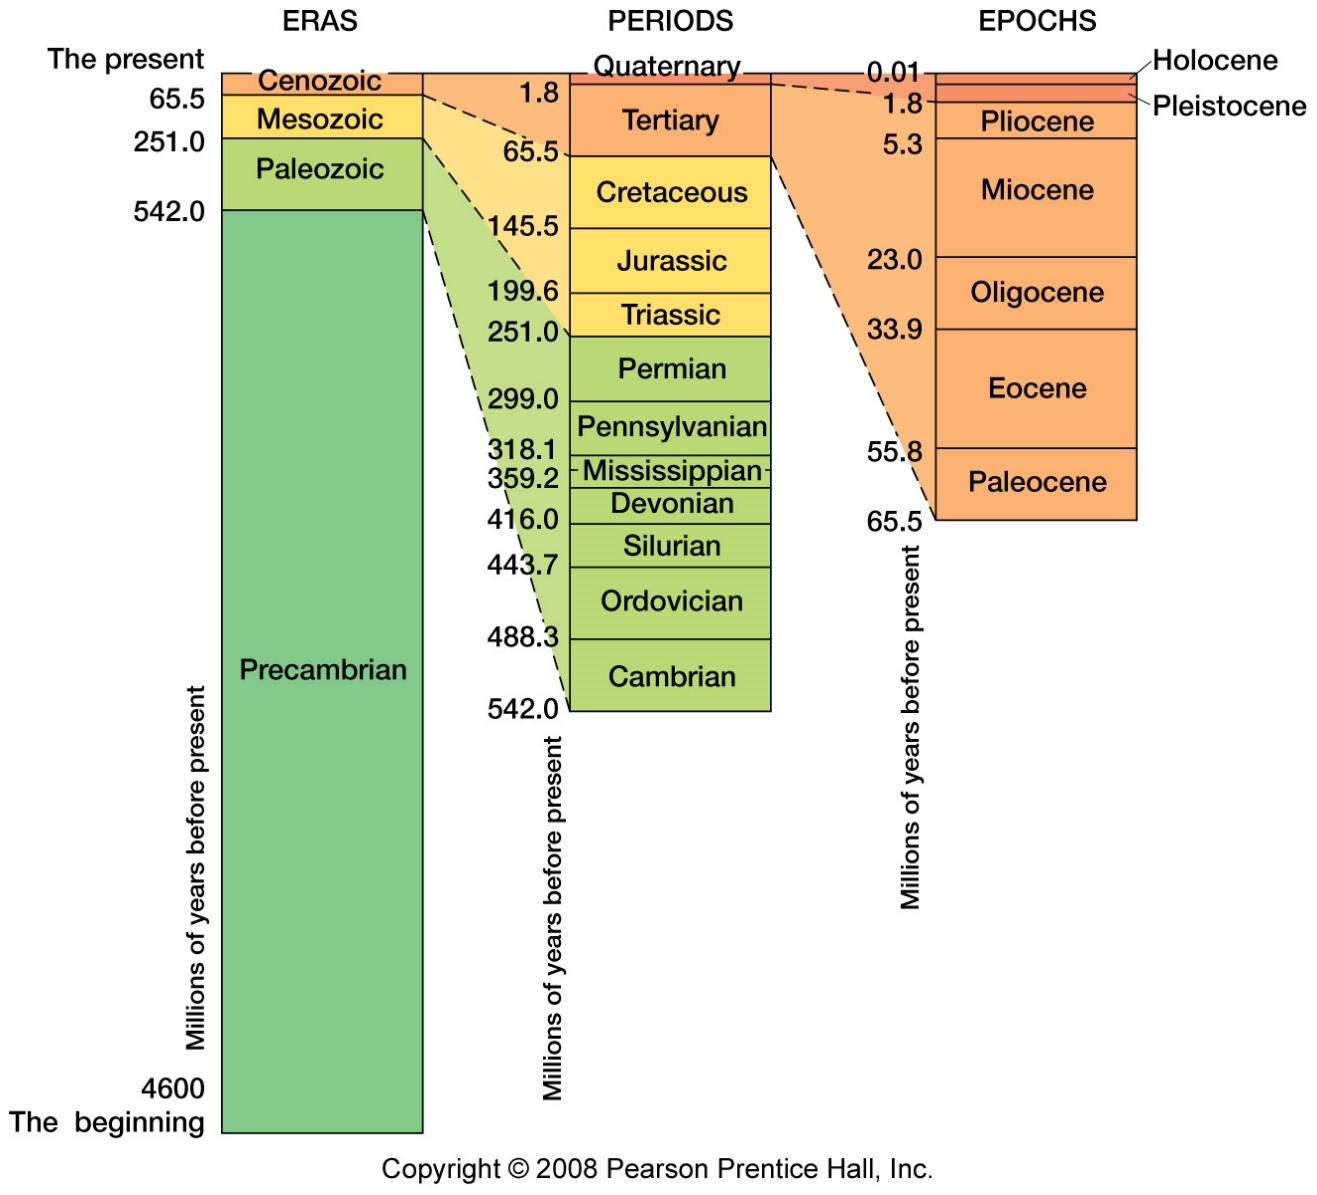 ERAS
PERIODS
EPOCHS
The present
Cenozoic
65.5
Mesozoic
251.0
Paleozoic
542.0
Precambrian
Millions of years before present
4600
The beginning
Quaternary
1.8
Tertiary
65.5
Cretaceous
145.5
Jurassic
199.6
Triassic
251.0
Permian
299.0
Pennsylvanian
318.1
Mississippian
359.2
Devonian
416.0
Silurian
443.7
Ordovician
488.3
Cambrian
542.0
Millions of years before present
Holocene
0.01
Pleistocene
1.8
Pliocene
5.3
Miocene
23.0
Oligocene
33.9
Eocene
55.8
Paleocene
65.5
Millions of years before present
Copyright © 2008 Pearson Prentice Hall, Inc.